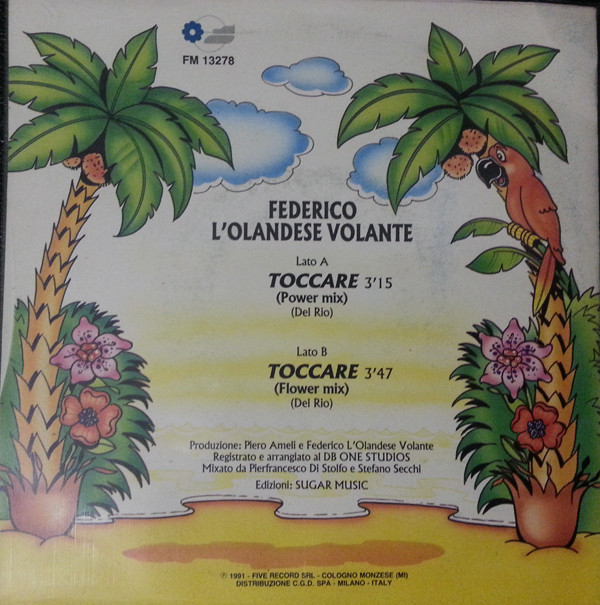 FM 13278
FEDERICO
L'OLANDESE VOLANTE
Lato A
TOCCARE 3'15
(Power mix)
(Del Rio)
Lato B
TOCCARE 3'47
(Flower mix)
(Del Rio)
Produzione: Piero Ameli e Federico L'Olandese Volante
Registrato e arrangiato al DB ONE STUDIOS
Mixato da Pierfrancesco Di Stolfo e Stefano Secchi
Edizioni: SUGAR MUSIC
℗ 1991 - FIVE RECORD SRL - COLOGNO MONZESE (MI)
DISTRIBUZIONE C.G.D. SPA - MILANO - ITALY